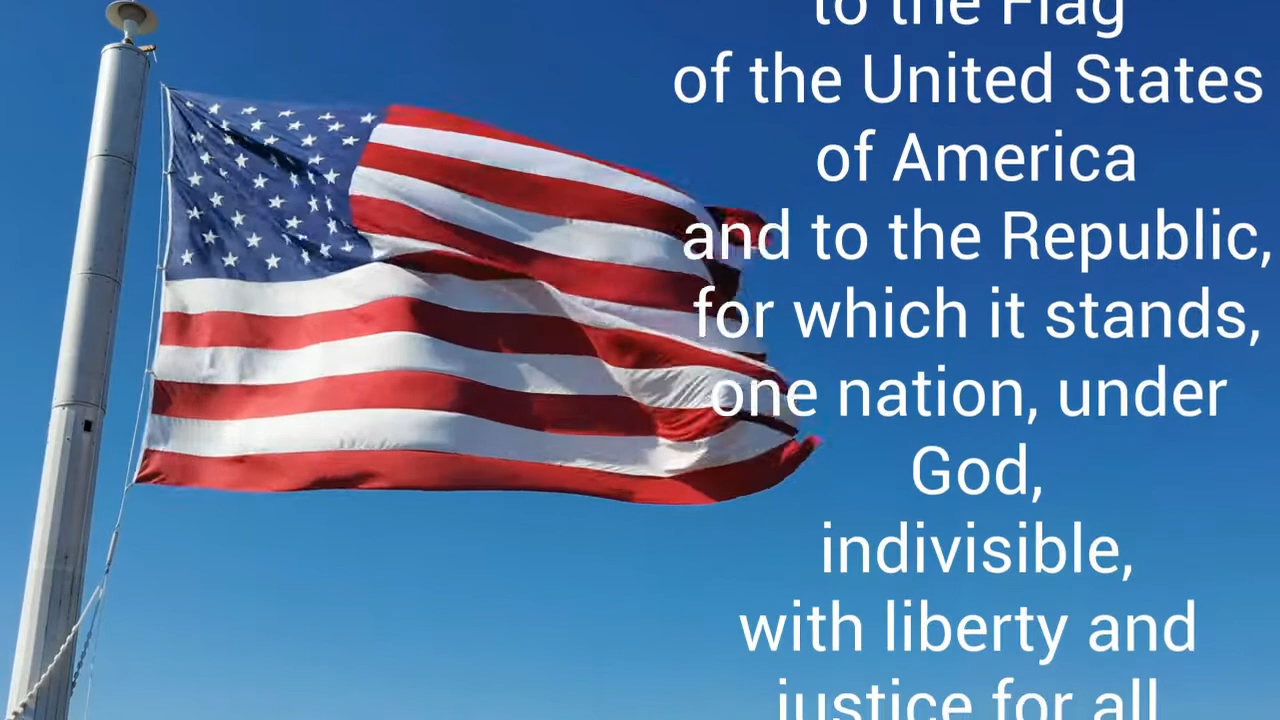 to the Flag
of the United States
of America
and to the Republic,
for which it stands,
one nation, under
God,
indivisible,
with liberty and
justice for all